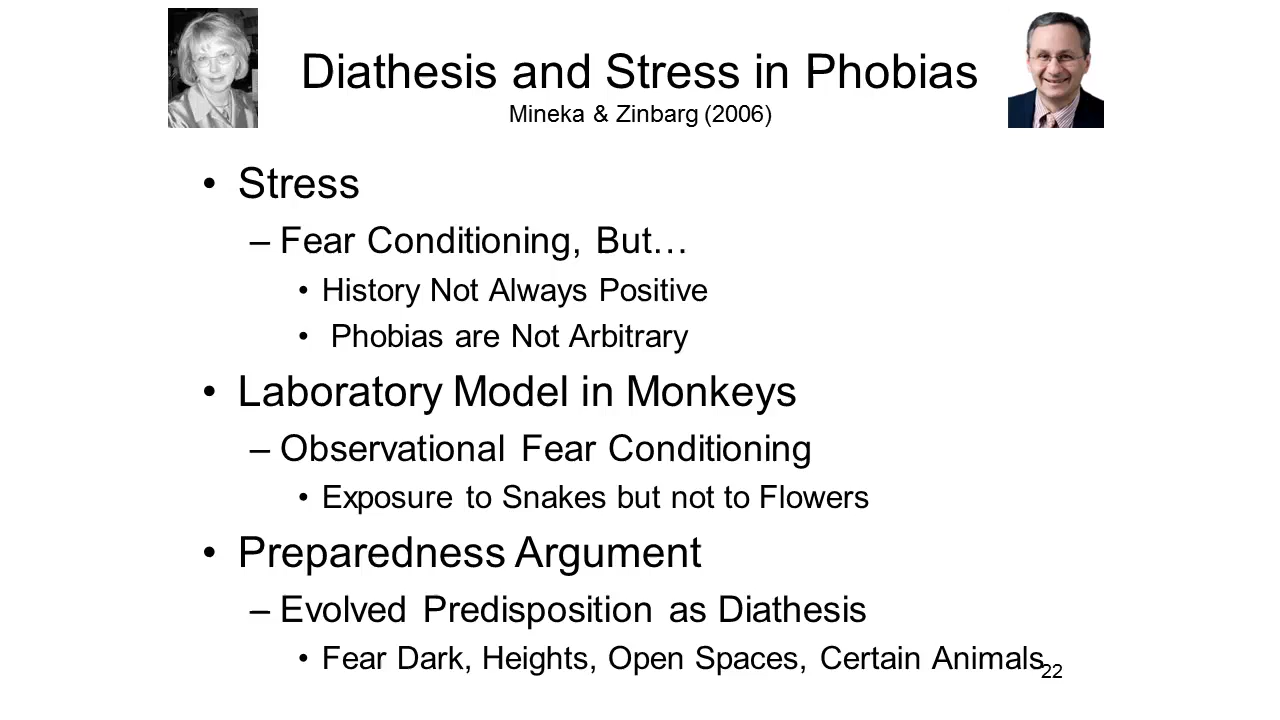 Diathesis and Stress in Phobias
Mineka & Zinbarg (2006)
• Stress
– Fear Conditioning, But…
• History Not Always Positive
• Phobias are Not Arbitrary
• Laboratory Model in Monkeys
– Observational Fear Conditioning
• Exposure to Snakes but not to Flowers
• Preparedness Argument
– Evolved Predisposition as Diathesis
• Fear Dark, Heights, Open Spaces, Certain Animals
22